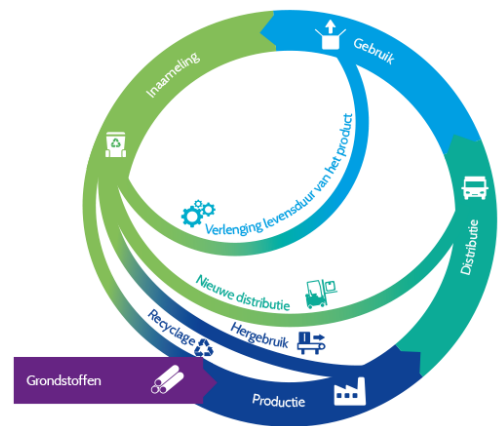 Gebruik
Inzameling
Verlenging levensduur van het product
Distributie
Nieuwe distributie
Hergebruik
Recyclage
Grondstoffen
Productie